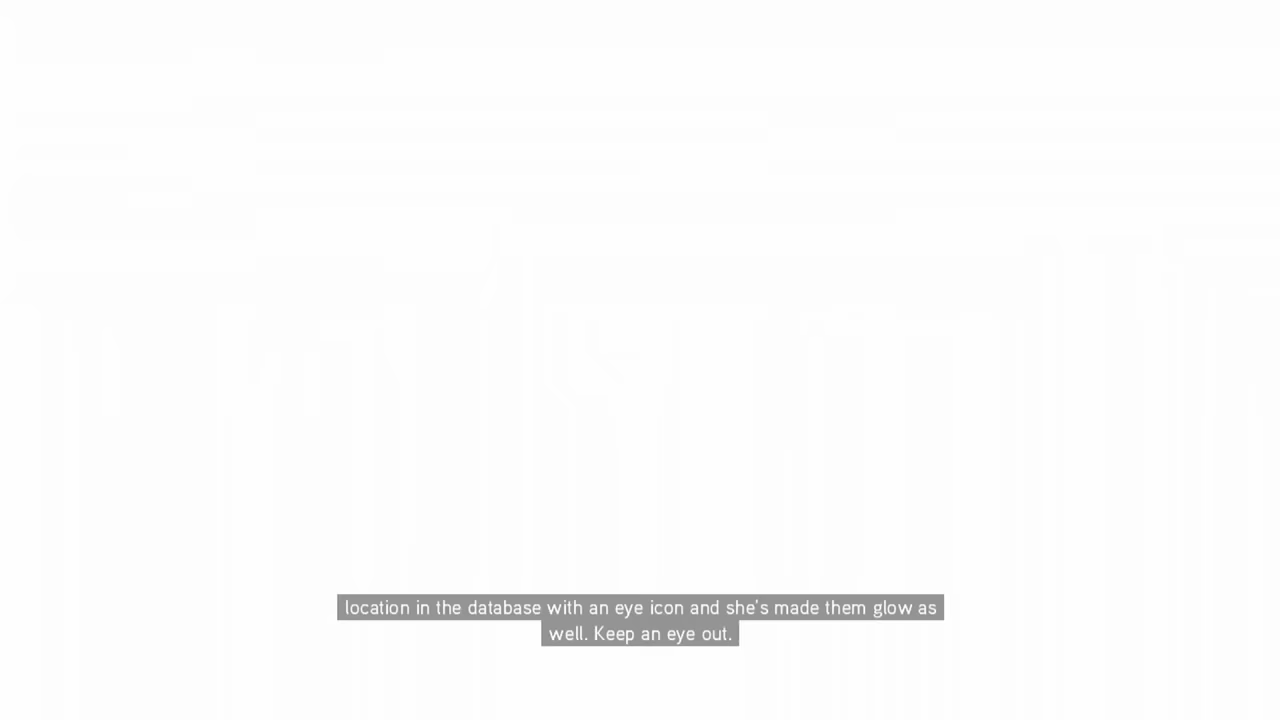 location in the database with an eye icon and she's made them glow as
well. Keep an eye out.